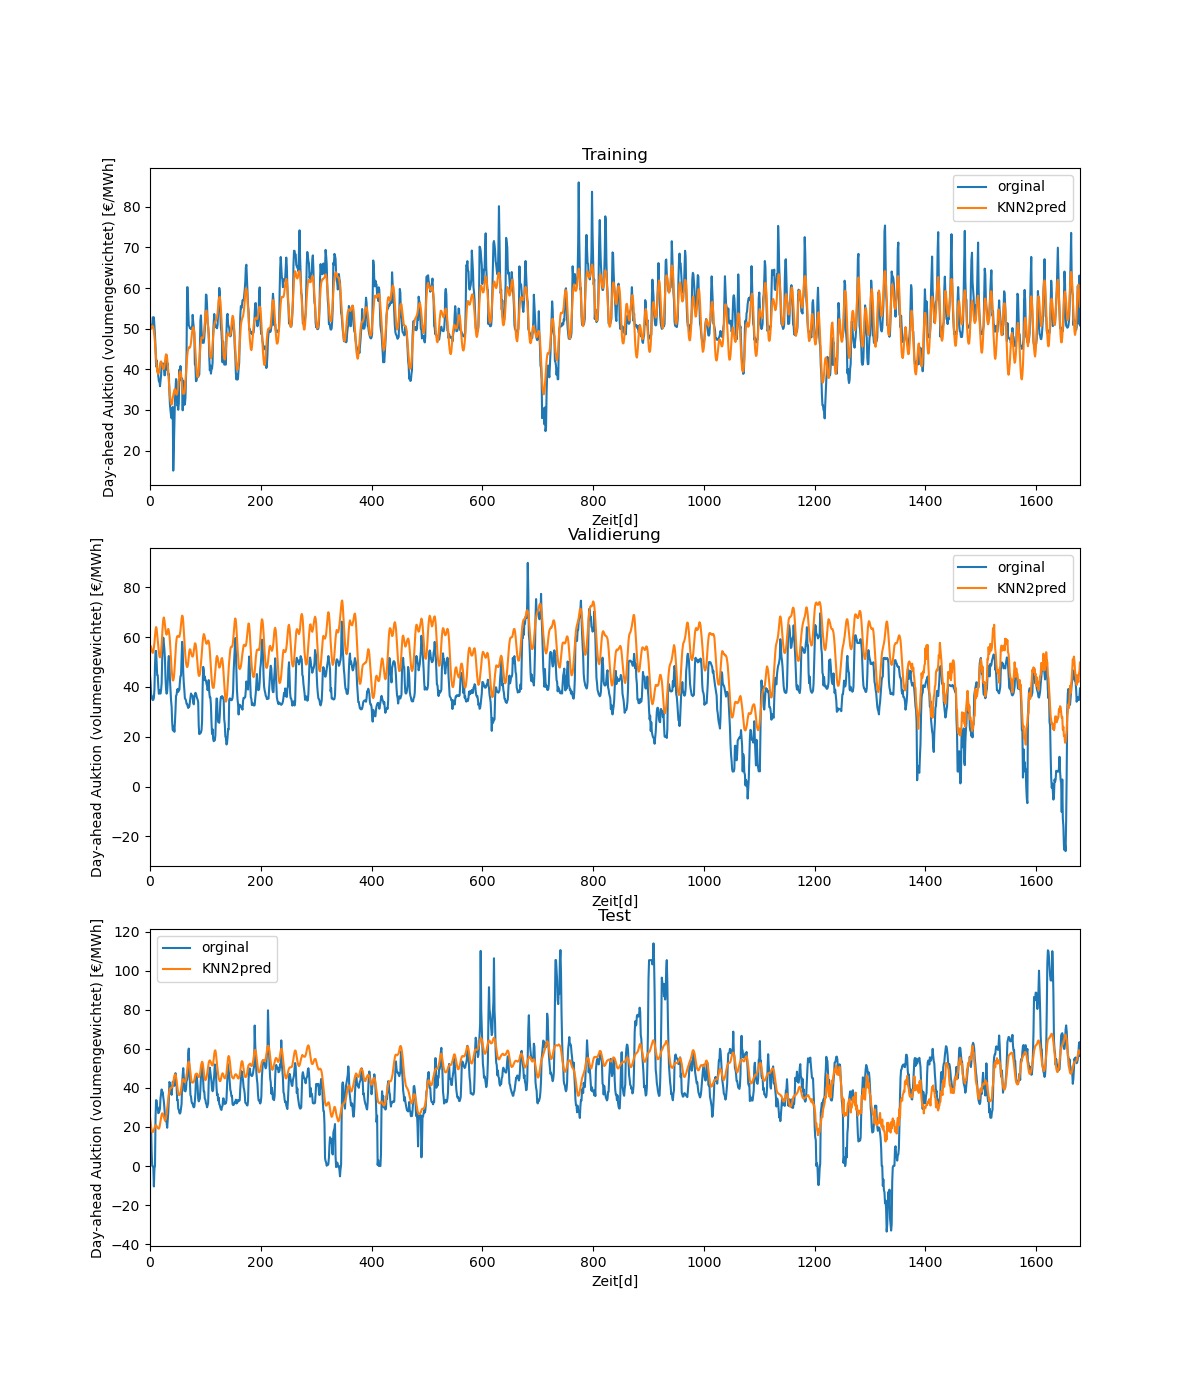 Training
Day-ahead Auktion (volumengewichtet) [€/MWh]
80
70
60
50
40
30
20
orginal
KNN2pred
0 200 400 600 800 1000 1200 1400 1600
Zeit[d]
Validierung
Day-ahead Auktion (volumengewichtet) [€/MWh]
80
60
40
20
0
−20
orginal
KNN2pred
0 200 400 600 800 1000 1200 1400 1600
Zeit[d]
Test
Day-ahead Auktion (volumengewichtet) [€/MWh]
120
100
80
60
40
20
0
−20
−40
orginal
KNN2pred
0 200 400 600 800 1000 1200 1400 1600
Zeit[d]